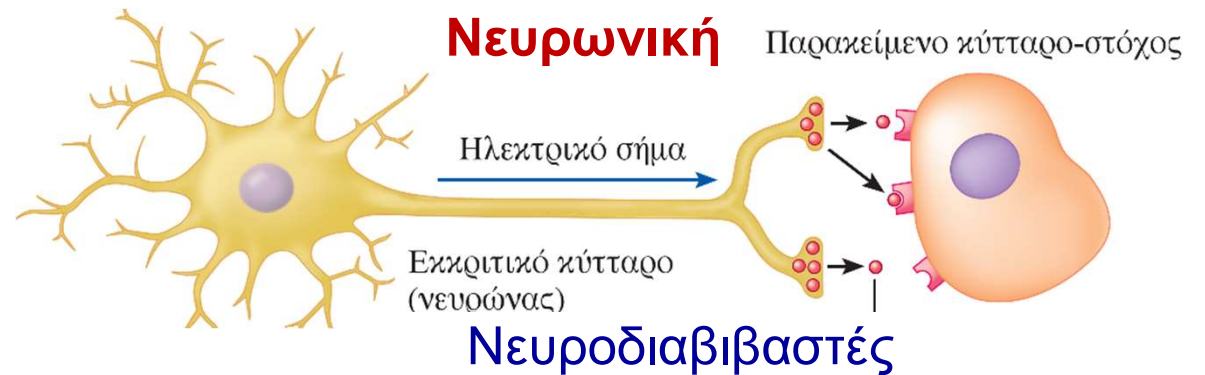 Νευρωνική
Παρακείμενο κύτταρο-στόχος
Ηλεκτρικό σήμα
Εκκριτικό κύτταρο
(νευρώνας)
Νευροδιαβιβαστές